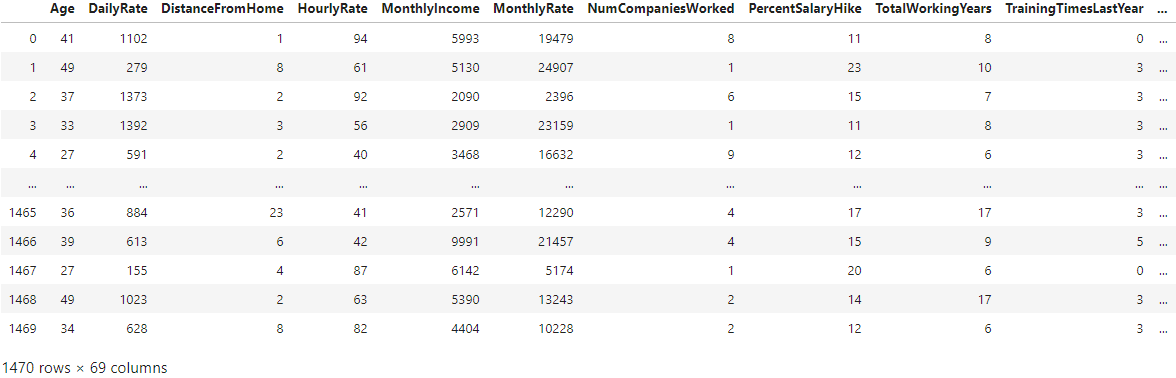 Age DailyRate DistanceFromHome HourlyRate MonthlyIncome MonthlyRate NumCompaniesWorked PercentSalaryHike TotalWorkingYears TrainingTimesLastYear ...
0 41 1102 1 94 5993 19479 8 11 8 0 ...
1 49 279 8 61 5130 24907 1 23 10 3 ...
2 37 1373 2 92 2090 2396 6 15 7 3 ...
3 33 1392 3 56 2909 23159 1 11 8 3 ...
4 27 591 2 40 3468 16632 9 12 6 3 ...
... ... ... ... ... ... ... ... ... ... ... ...
1465 36 884 23 41 2571 12290 4 17 17 3 ...
1466 39 613 6 42 9991 21457 4 15 9 5 ...
1467 27 155 4 87 6142 5174 1 20 6 0 ...
1468 49 1023 2 63 5390 13243 2 14 17 3 ...
1469 34 628 8 82 4404 10228 2 12 6 3 ...
1470 rows × 69 columns